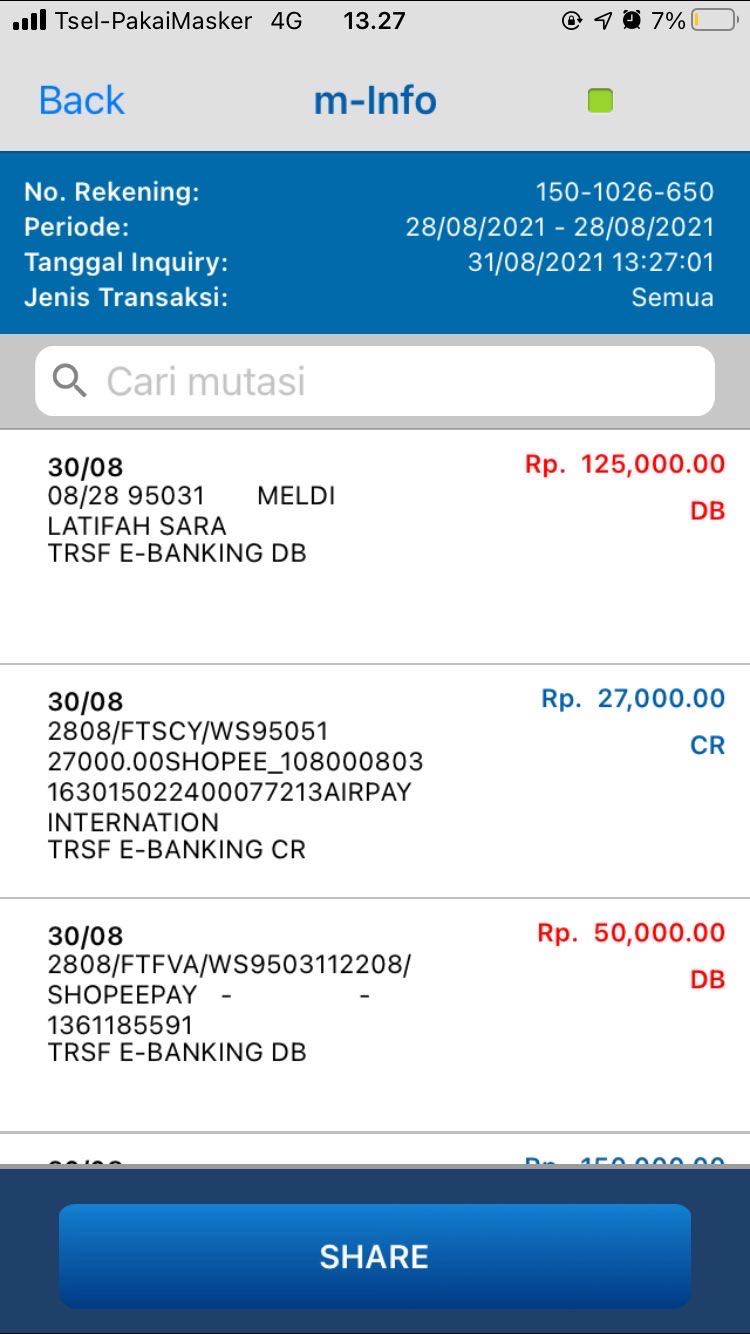 Tsel-PakaiMasker 4G 13.27 7%
Back m-Info
No. Rekening: 150-1026-650
Periode: 28/08/2021 - 28/08/2021
Tanggal Inquiry: 31/08/2021 13:27:01
Jenis Transaksi: Semua
Cari mutasi
30/08 Rp. 125,000.00
08/28 95031 MELDI
DB
LATIFAH SARA
TRSF E-BANKING DB
30/08 Rp. 27,000.00
2808/FTSCY/WS95051
CR
27000.00SHOPEE_108000803
163015022400077213AIRPAY
INTERNATION
TRSF E-BANKING CR
30/08 Rp. 50,000.00
2808/FTFVA/WS9503112208/
DB
SHOPEEPAY - -
1361185591
TRSF E-BANKING DB
Rp. 150,000.00
SHARE